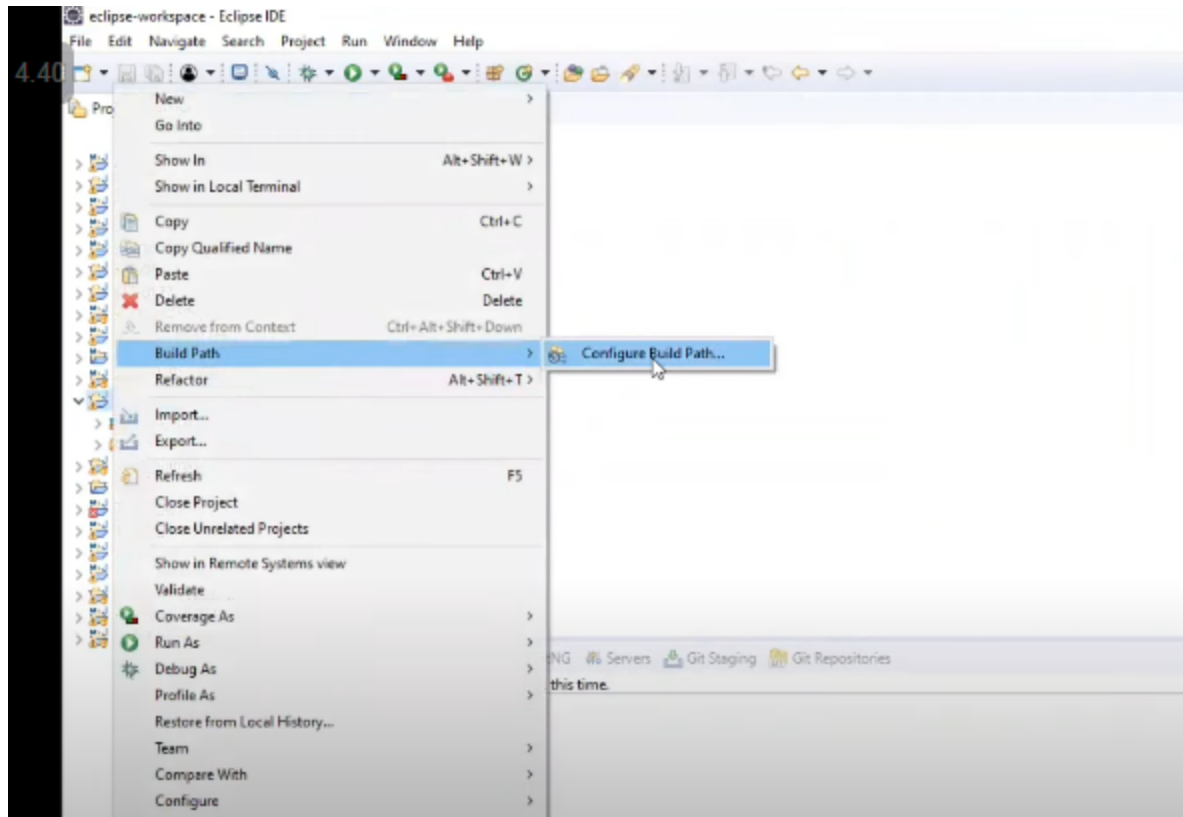 eclipse-workspace - Eclipse IDE
File Edit Navigate Search Project Run Window Help
4.40
Pro
New
Go Into
Show In Alt+Shift+W
Show in Local Terminal
Copy Ctrl+C
Copy Qualified Name
Paste Ctrl+V
Delete Delete
Remove from Context Ctrl+Alt+Shift+Down
Build Path
Configure Build Path...
Refactor Alt+Shift+T
Import...
Export...
Refresh F5
Close Project
Close Unrelated Projects
Show in Remote Systems view
Validate
Coverage As
Run As
NG Servers Git Staging Git Repositories
Debug As
this time.
Profile As
Restore from Local History...
Team
Compare With
Configure